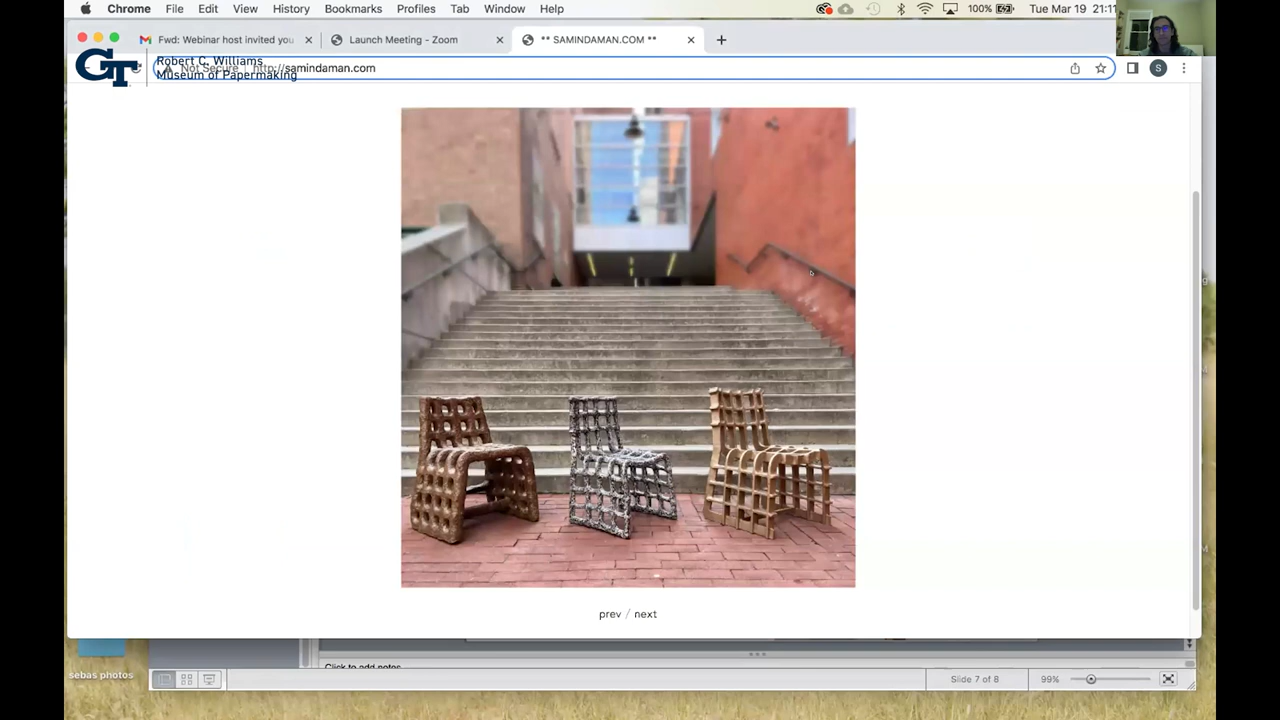 Chrome File Edit View History Bookmarks Profiles Tab Window Help 100% Tue Mar 19 21:11
Fwd: Webinar host invited you Launch Meeting - Zoom ** SAMINDAMAN.COM **
GT Robert C. Williams
Museum of Papermaking
Not Secure http://samindaman.com S
prev / next
Click to add notes
sebas photos
Slide 7 of 8 99%